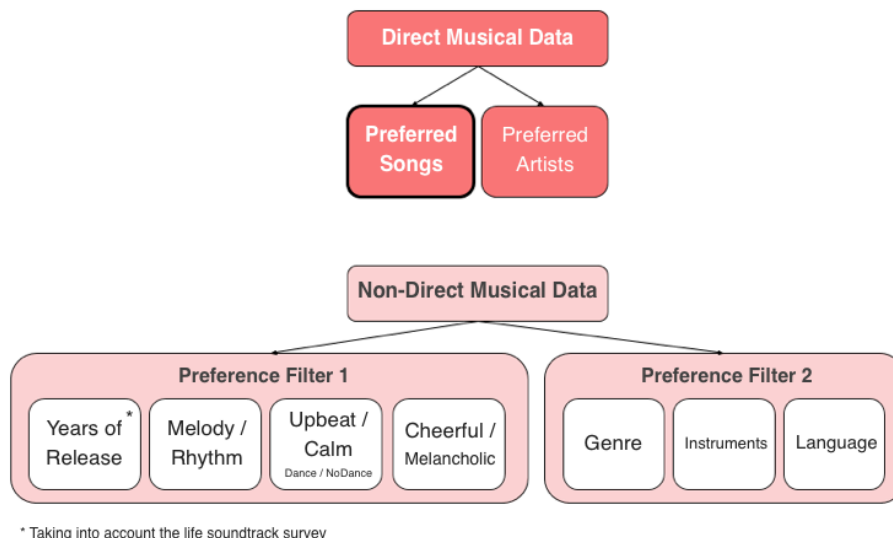 Direct Musical Data
Preferred
Songs
Preferred
Artists
Non-Direct Musical Data
Preference Filter 1
Years of *
Release
Melody /
Rhythm
Upbeat /
Calm
Dance / NoDance
Cheerful /
Melancholic
Preference Filter 2
Genre
Instruments
Language
* Taking into account the life soundtrack survey